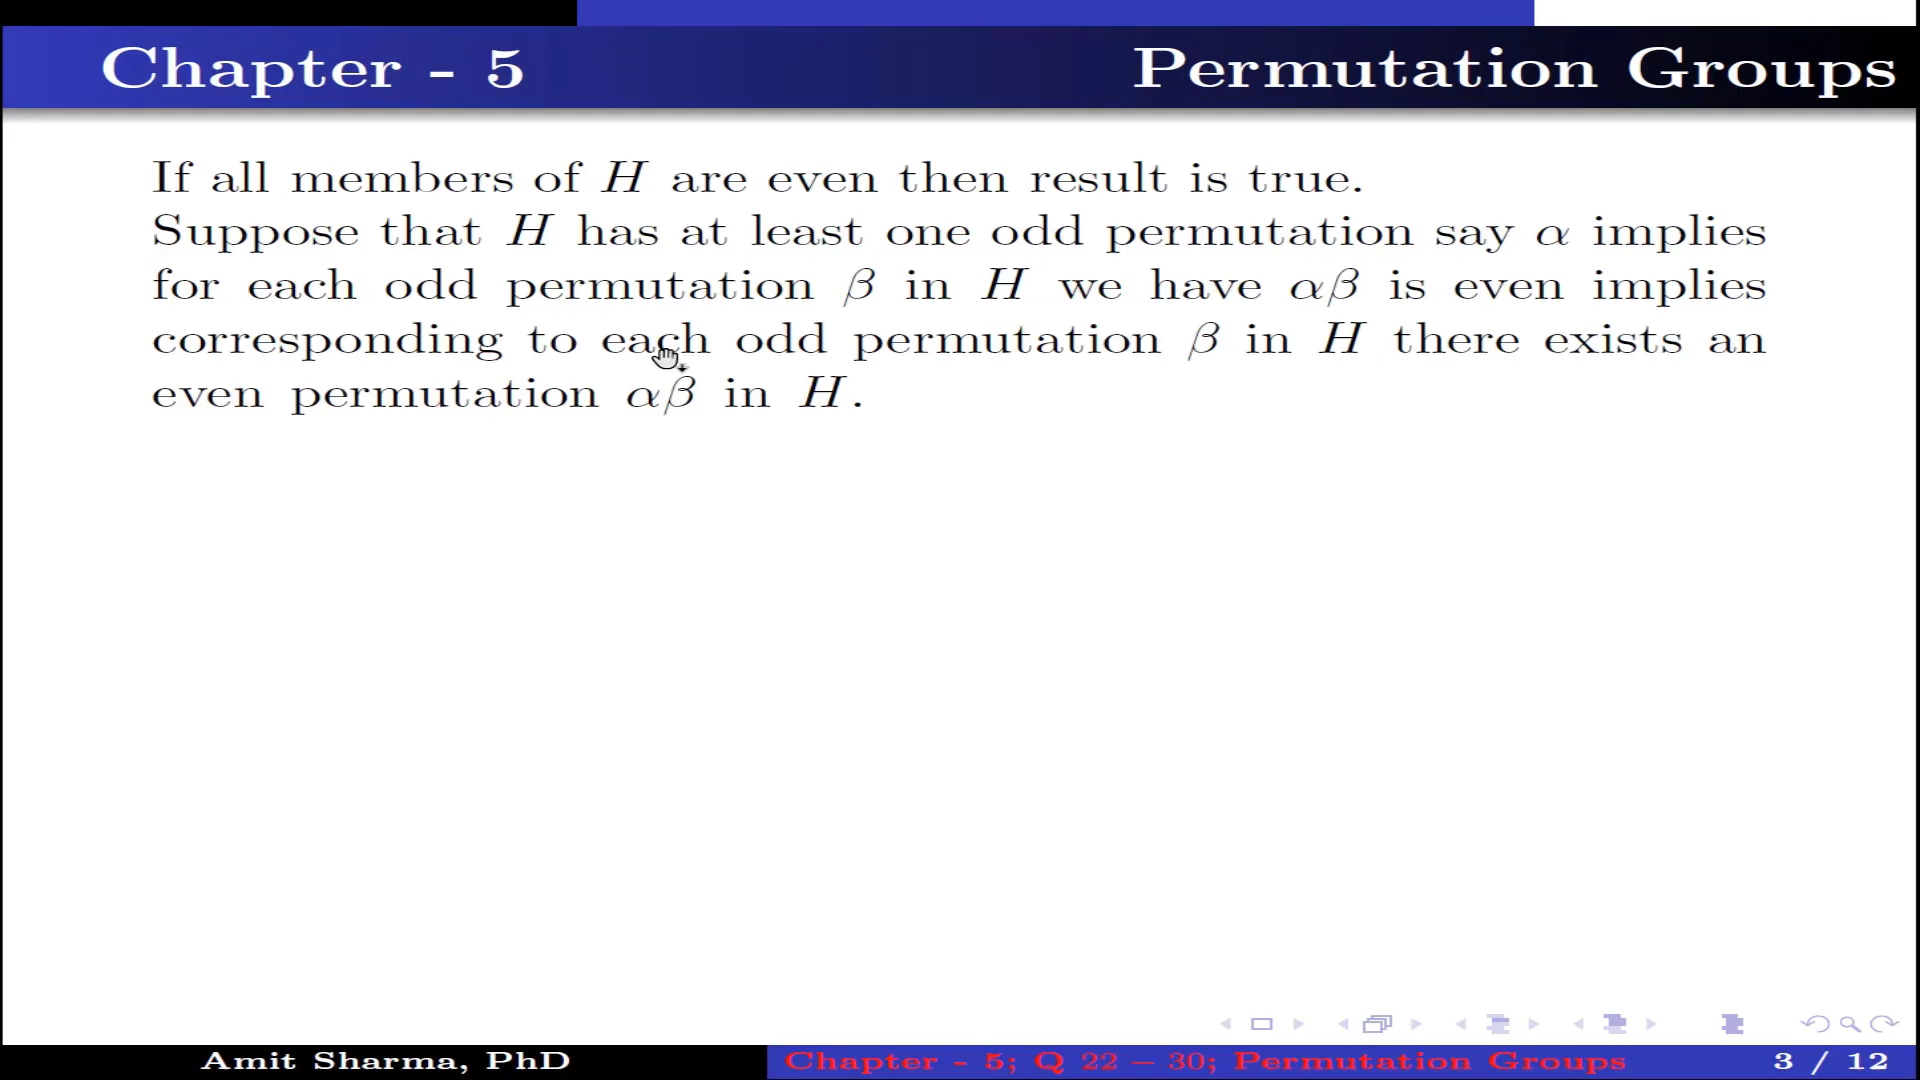 Chapter - 5 Permutation Groups
If all members of H are even then result is true.
Suppose that H has at least one odd permutation say α implies
for each odd permutation β in H we have αβ is even implies
corresponding to each odd permutation β in H there exists an
even permutation αβ in H.
Amit Sharma, PhD Chapter - 5; Q 22 − 30; Permutation Groups 3 / 12